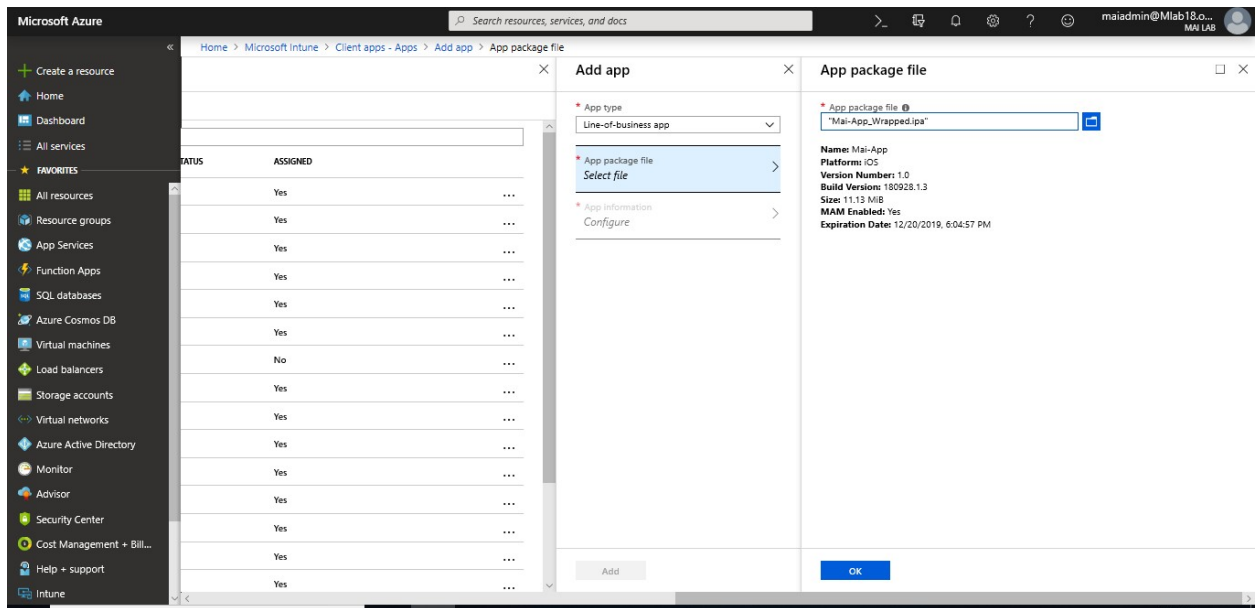 Microsoft Azure
Search resources, services, and docs
maiadmin@Mlab18.o...
MAI LAB
Home > Microsoft Intune > Client apps - Apps > Add app > App package file
Create a resource
Home
Dashboard
All services
FAVORITES
All resources
Resource groups
App Services
Function Apps
SQL databases
Azure Cosmos DB
Virtual machines
Load balancers
Storage accounts
Virtual networks
Azure Active Directory
Monitor
Advisor
Security Center
Cost Management + Bill...
Help + support
Intune
TATUS ASSIGNED
Yes ...
Yes ...
Yes ...
Yes ...
Yes ...
Yes ...
No ...
Yes ...
Yes ...
Yes ...
Yes ...
Yes ...
Yes ...
Yes ...
Yes ...
Add app
* App type
Line-of-business app
* App package file
Select file
* App information
Configure
Add
App package file
* App package file
"Mai-App_Wrapped.ipa"
Name: Mai-App
Platform: iOS
Version Number: 1.0
Build Version: 180928.1.3
Size: 11.13 MiB
MAM Enabled: Yes
Expiration Date: 12/20/2019, 6:04:57 PM
OK